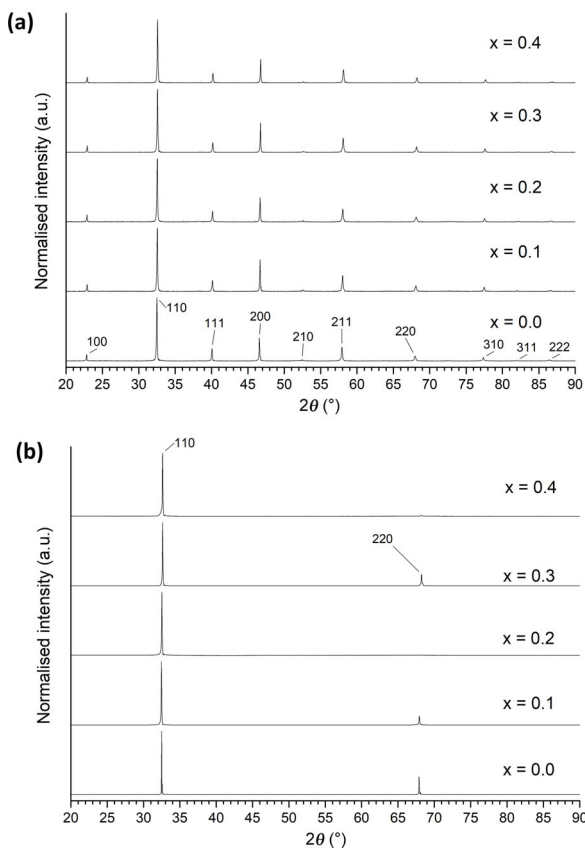 (a)
x = 0.4
x = 0.3
x = 0.2
x = 0.1
x = 0.0
Normalised intensity (a.u.)
100
110
111
200
210
211
220
310
311
222
20 25 30 35 40 45 50 55 60 65 70 75 80 85 90
2θ (°)
(b)
110
x = 0.4
220
x = 0.3
x = 0.2
x = 0.1
x = 0.0
Normalised intensity (a.u.)
20 25 30 35 40 45 50 55 60 65 70 75 80 85 90
2θ (°)